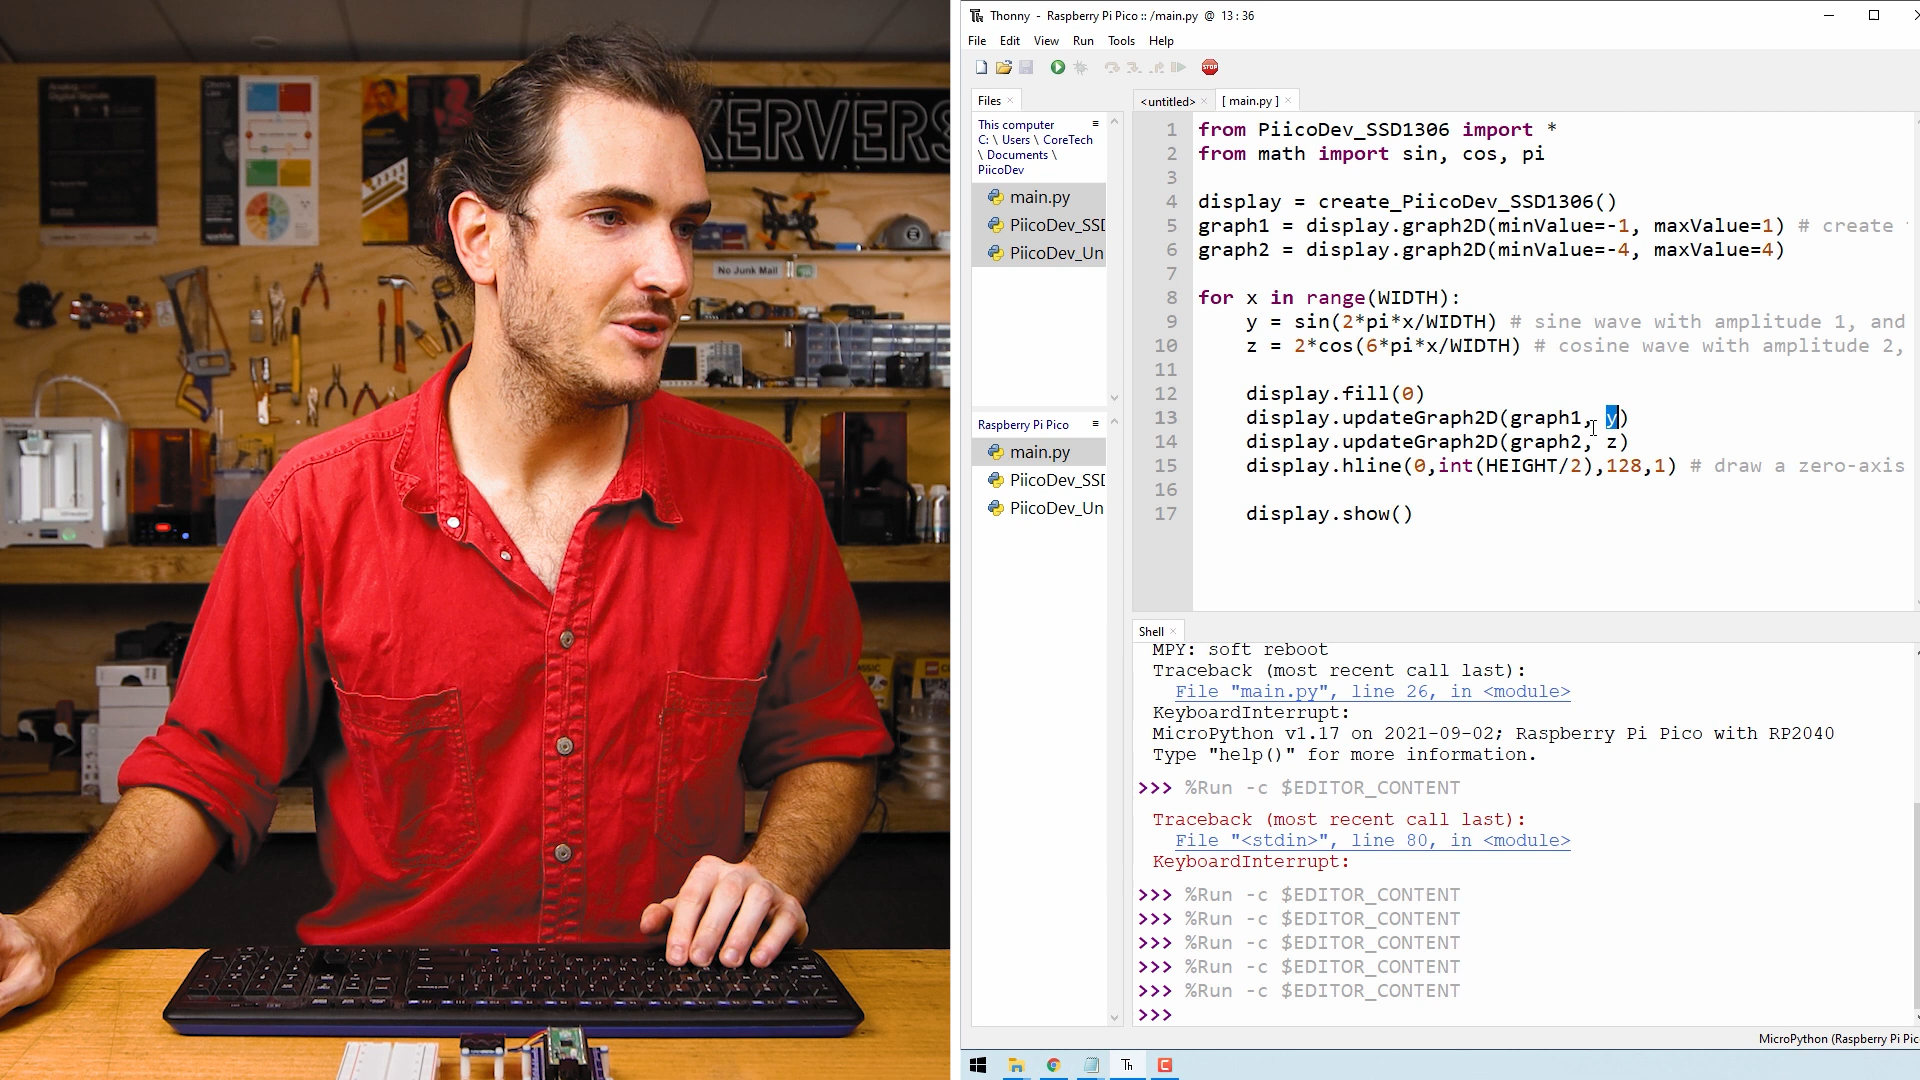 KERVERS
No Junk Mail
Thonny - Raspberry Pi Pico :: /main.py @ 13 : 36
File Edit View Run Tools Help
Files
This computer
C: \ Users \ CoreTech
\ Documents \
PiicoDev
main.py
PiicoDev_SSD
PiicoDev_Un
Raspberry Pi Pico
main.py
PiicoDev_SSD
PiicoDev_Un
<untitled> [ main.py ]
1 from PiicoDev_SSD1306 import *
2 from math import sin, cos, pi
3
4 display = create_PiicoDev_SSD1306()
5 graph1 = display.graph2D(minValue=-1, maxValue=1) # create
6 graph2 = display.graph2D(minValue=-4, maxValue=4)
7
8 for x in range(WIDTH):
9 y = sin(2*pi*x/WIDTH) # sine wave with amplitude 1, and
10 z = 2*cos(6*pi*x/WIDTH) # cosine wave with amplitude 2,
11
12 display.fill(0)
13 display.updateGraph2D(graph1, y)
14 display.updateGraph2D(graph2, z)
15 display.hline(0,int(HEIGHT/2),128,1) # draw a zero-axis
16
17 display.show()
Shell
MPY: soft reboot
Traceback (most recent call last):
File "main.py", line 26, in <module>
KeyboardInterrupt:
MicroPython v1.17 on 2021-09-02; Raspberry Pi Pico with RP2040
Type "help()" for more information.
>>> %Run -c $EDITOR_CONTENT
Traceback (most recent call last):
File "<stdin>", line 80, in <module>
KeyboardInterrupt:
>>> %Run -c $EDITOR_CONTENT
>>> %Run -c $EDITOR_CONTENT
>>> %Run -c $EDITOR_CONTENT
>>> %Run -c $EDITOR_CONTENT
>>> %Run -c $EDITOR_CONTENT
>>>
MicroPython (Raspberry Pi Pic